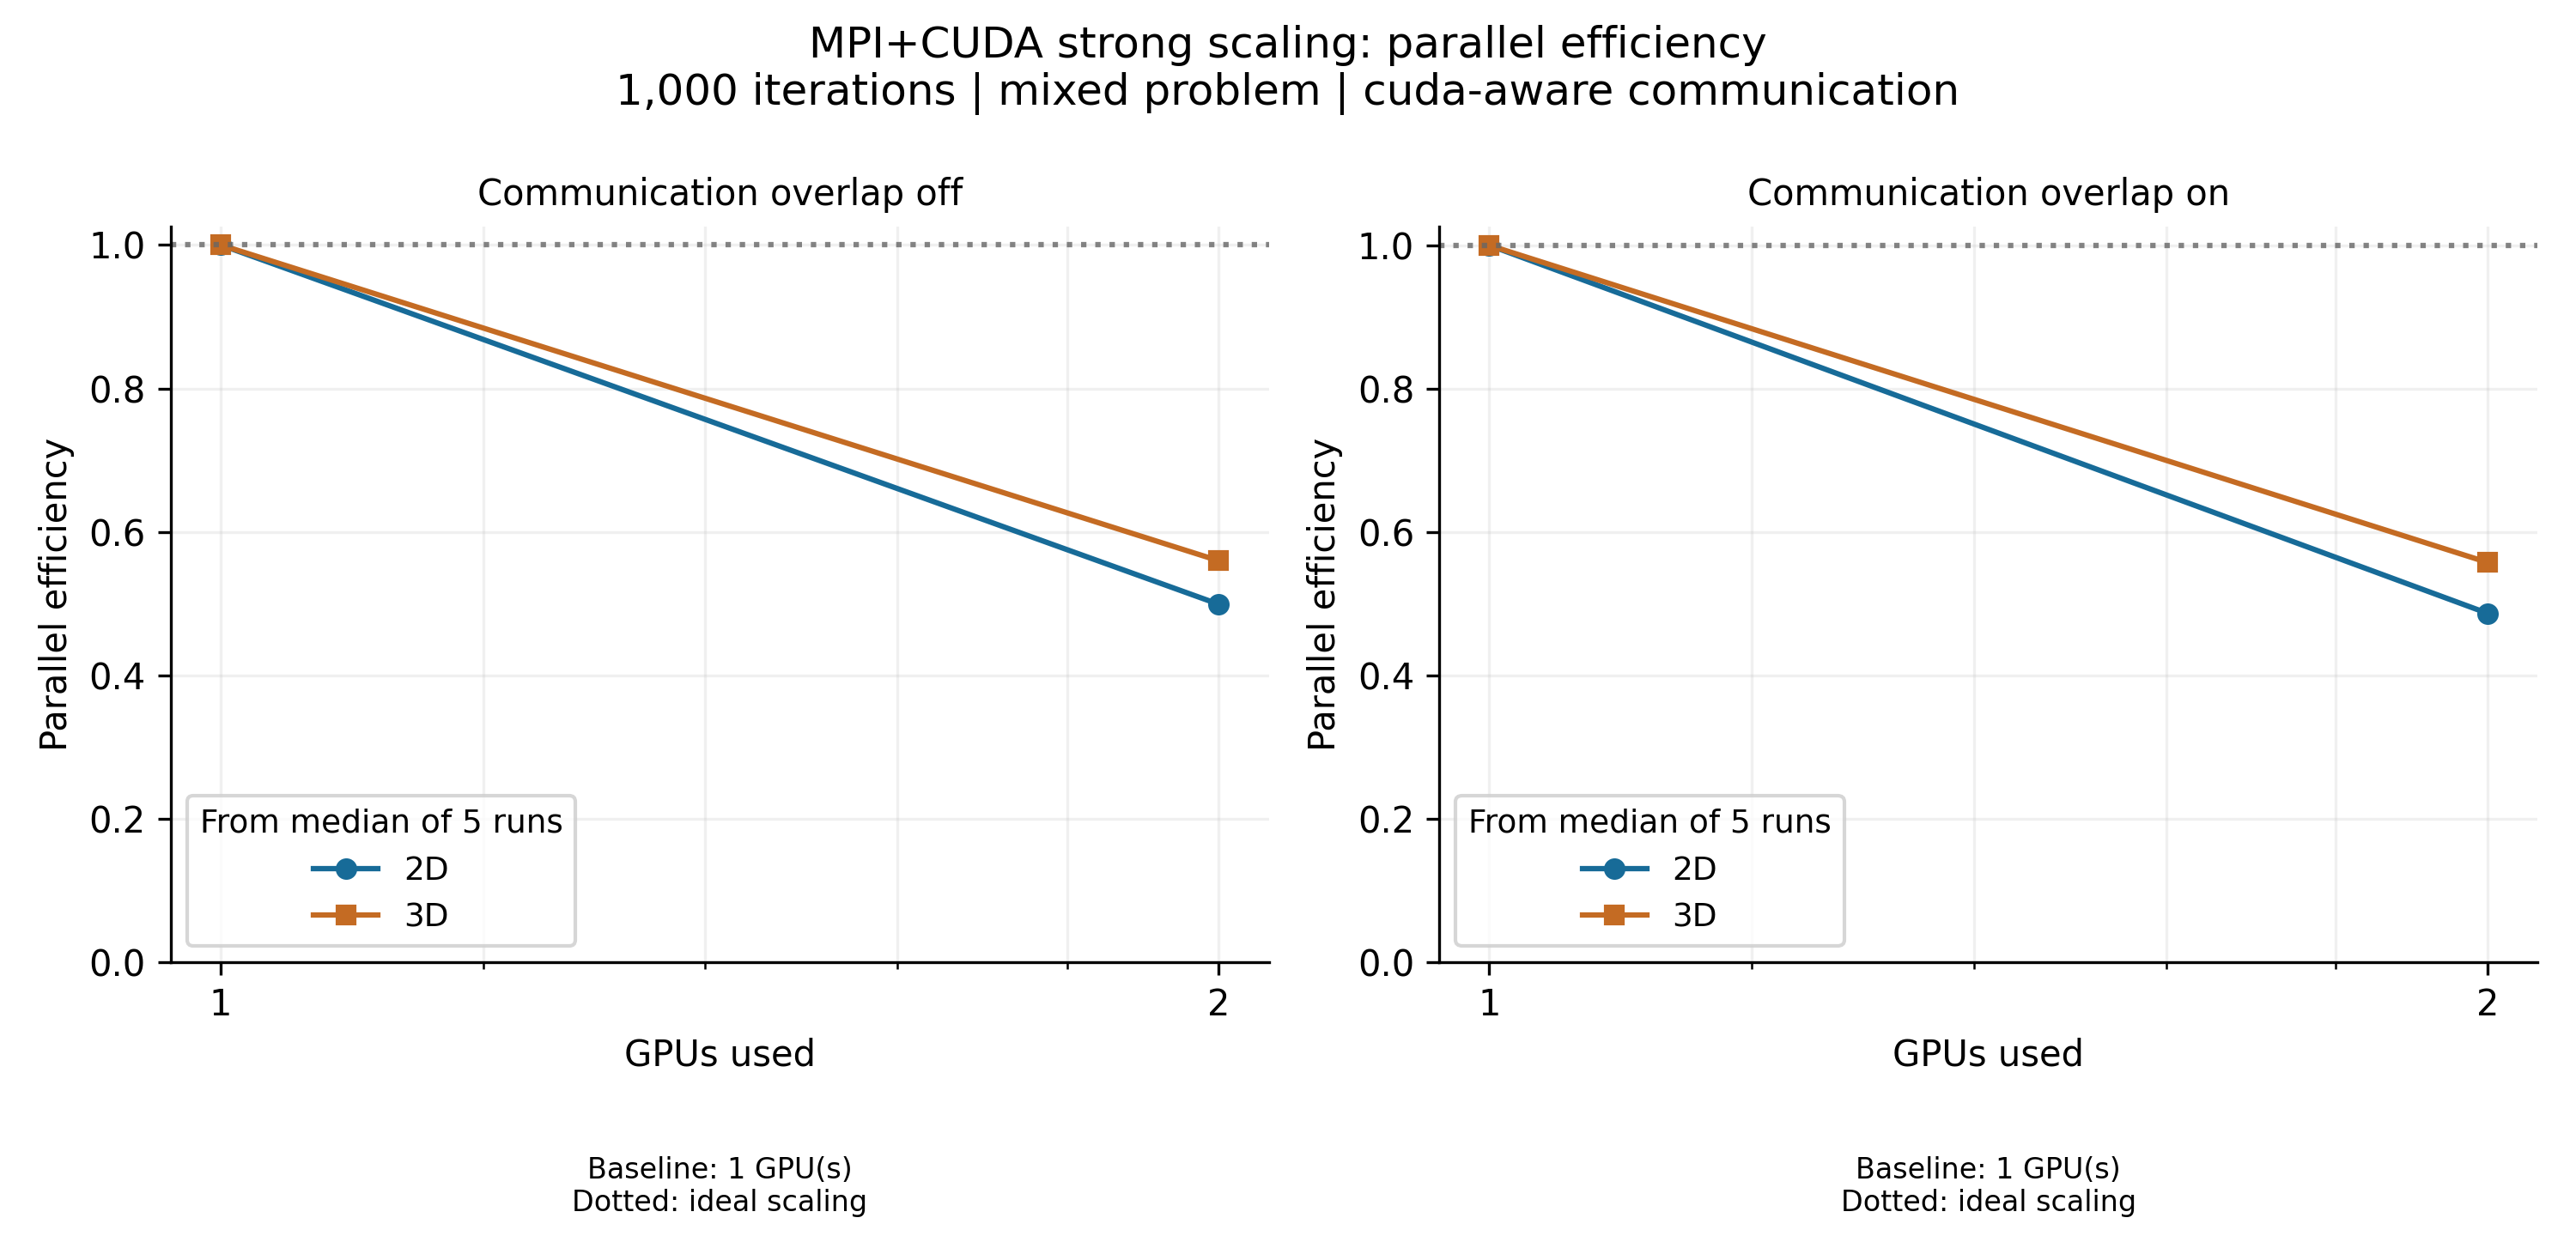 MPI+CUDA strong scaling: parallel efficiency
1,000 iterations | mixed problem | cuda-aware communication
Communication overlap off
1.0
0.8
0.6
0.4
0.2
0.0
Parallel efficiency
From median of 5 runs
2D
3D
1
2
GPUs used
Baseline: 1 GPU(s)
Dotted: ideal scaling
Communication overlap on
1.0
0.8
0.6
0.4
0.2
0.0
Parallel efficiency
From median of 5 runs
2D
3D
1
2
GPUs used
Baseline: 1 GPU(s)
Dotted: ideal scaling